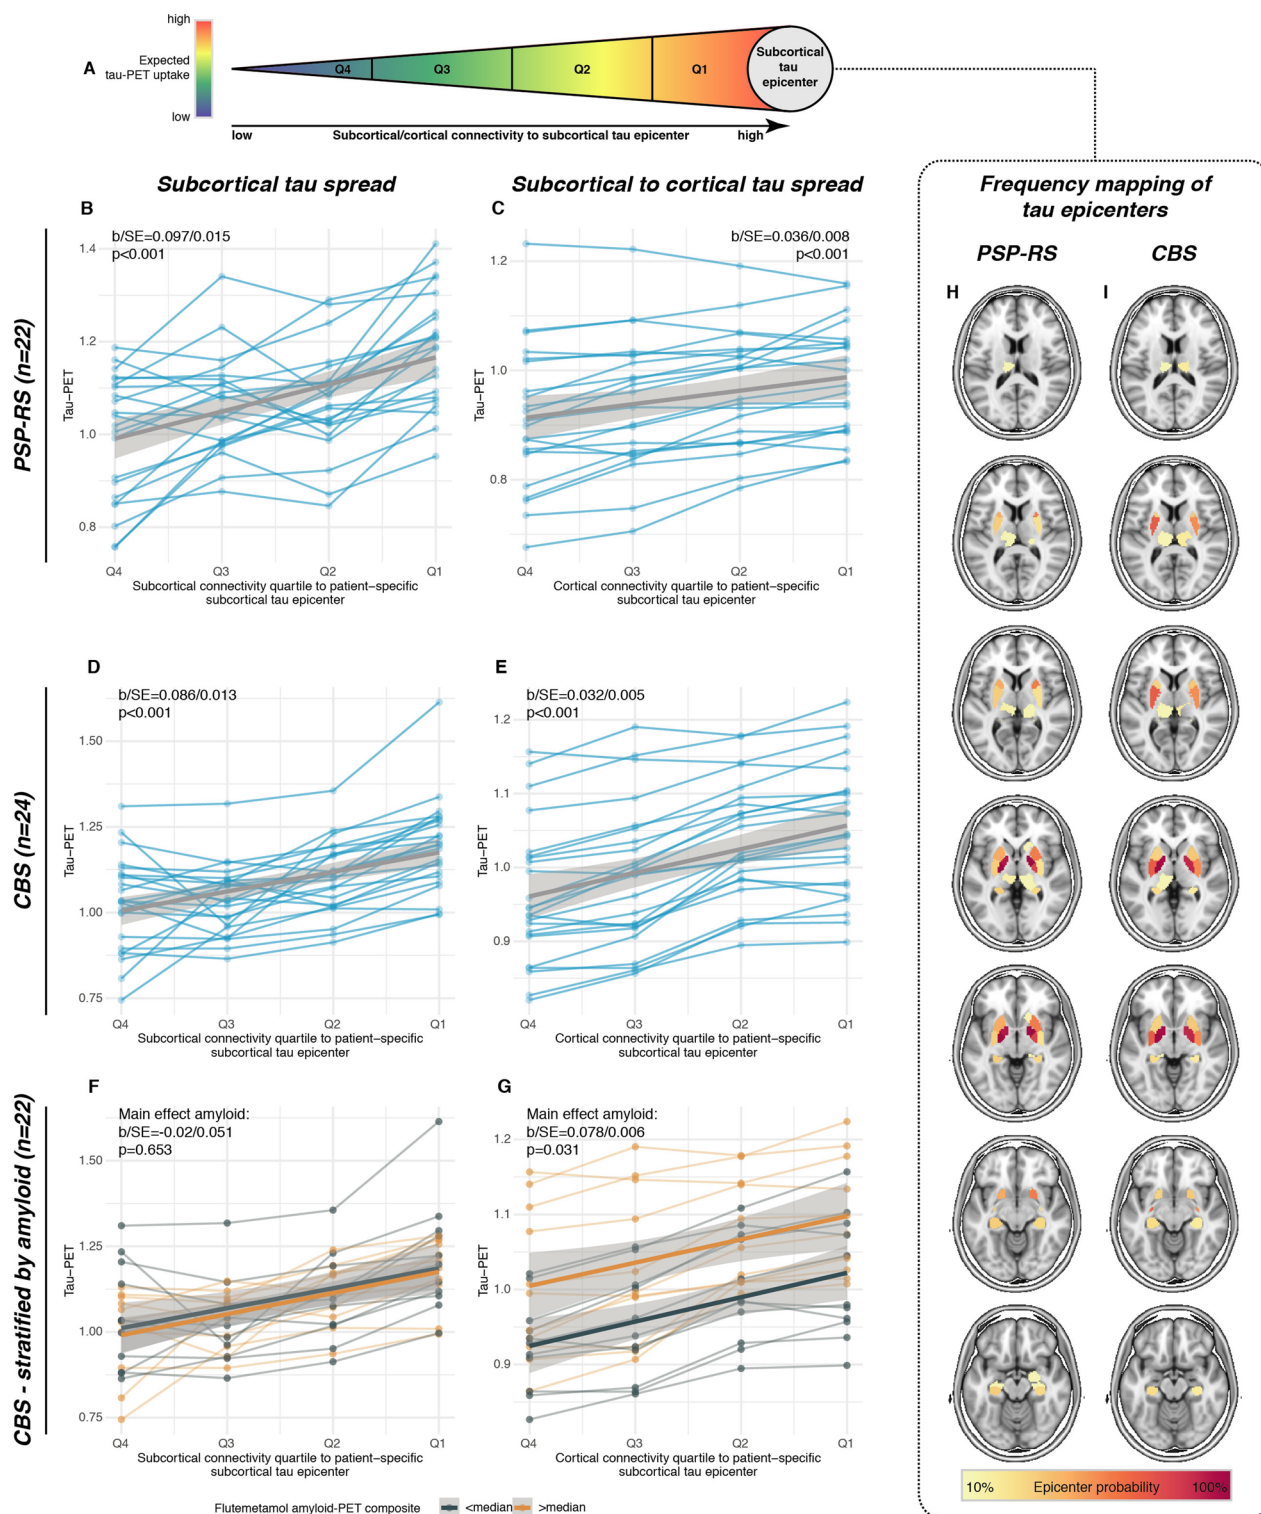 high
Expected
tau-PET uptake
low
A
Q4
Q3
Q2
Q1
Subcortical
tau
epicenter
low
Subcortical/cortical connectivity to subcortical tau epicenter
high
Subcortical tau spread
Subcortical to cortical tau spread
Frequency mapping of
tau epicenters
PSP-RS
CBS
PSP-RS (n=22)
B
b/SE=0.097/0.015
p<0.001
Tau−PET
1.4
1.2
1.0
0.8
Q4
Q3
Q2
Q1
Subcortical connectivity quartile to patient−specific
subcortical tau epicenter
C
b/SE=0.036/0.008
p<0.001
Tau−PET
1.2
1.0
0.8
Q4
Q3
Q2
Q1
Cortical connectivity quartile to patient−specific
subcortical tau epicenter
CBS (n=24)
D
b/SE=0.086/0.013
p<0.001
Tau−PET
1.50
1.25
1.00
0.75
Q4
Q3
Q2
Q1
Subcortical connectivity quartile to patient−specific
subcortical tau epicenter
E
b/SE=0.032/0.005
p<0.001
Tau−PET
1.2
1.1
1.0
0.9
Q4
Q3
Q2
Q1
Cortical connectivity quartile to patient−specific
subcortical tau epicenter
CBS - stratified by amyloid (n=22)
F
Main effect amyloid:
b/SE=-0.02/0.051
p=0.653
Tau−PET
1.50
1.25
1.00
0.75
Q4
Q3
Q2
Q1
Subcortical connectivity quartile to patient−specific
subcortical tau epicenter
G
Main effect amyloid:
b/SE=0.078/0.006
p=0.031
Tau−PET
1.2
1.1
1.0
0.9
Q4
Q3
Q2
Q1
Cortical connectivity quartile to patient−specific
subcortical tau epicenter
Flutemetamol amyloid-PET composite
<median
>median
H
I
10%
Epicenter probability
100%